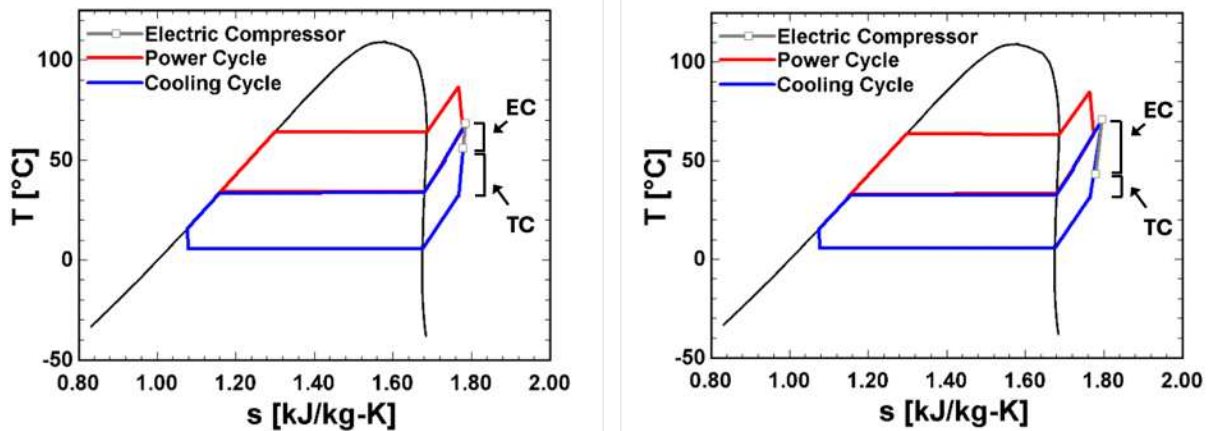 Electric Compressor
Power Cycle
Cooling Cycle
EC
TC
100
50
0
-50
T [°C]
0.80 1.00 1.20 1.40 1.60 1.80 2.00
s [kJ/kg-K]
Electric Compressor
Power Cycle
Cooling Cycle
EC
TC
100
50
0
-50
T [°C]
0.80 1.00 1.20 1.40 1.60 1.80 2.00
s [kJ/kg-K]